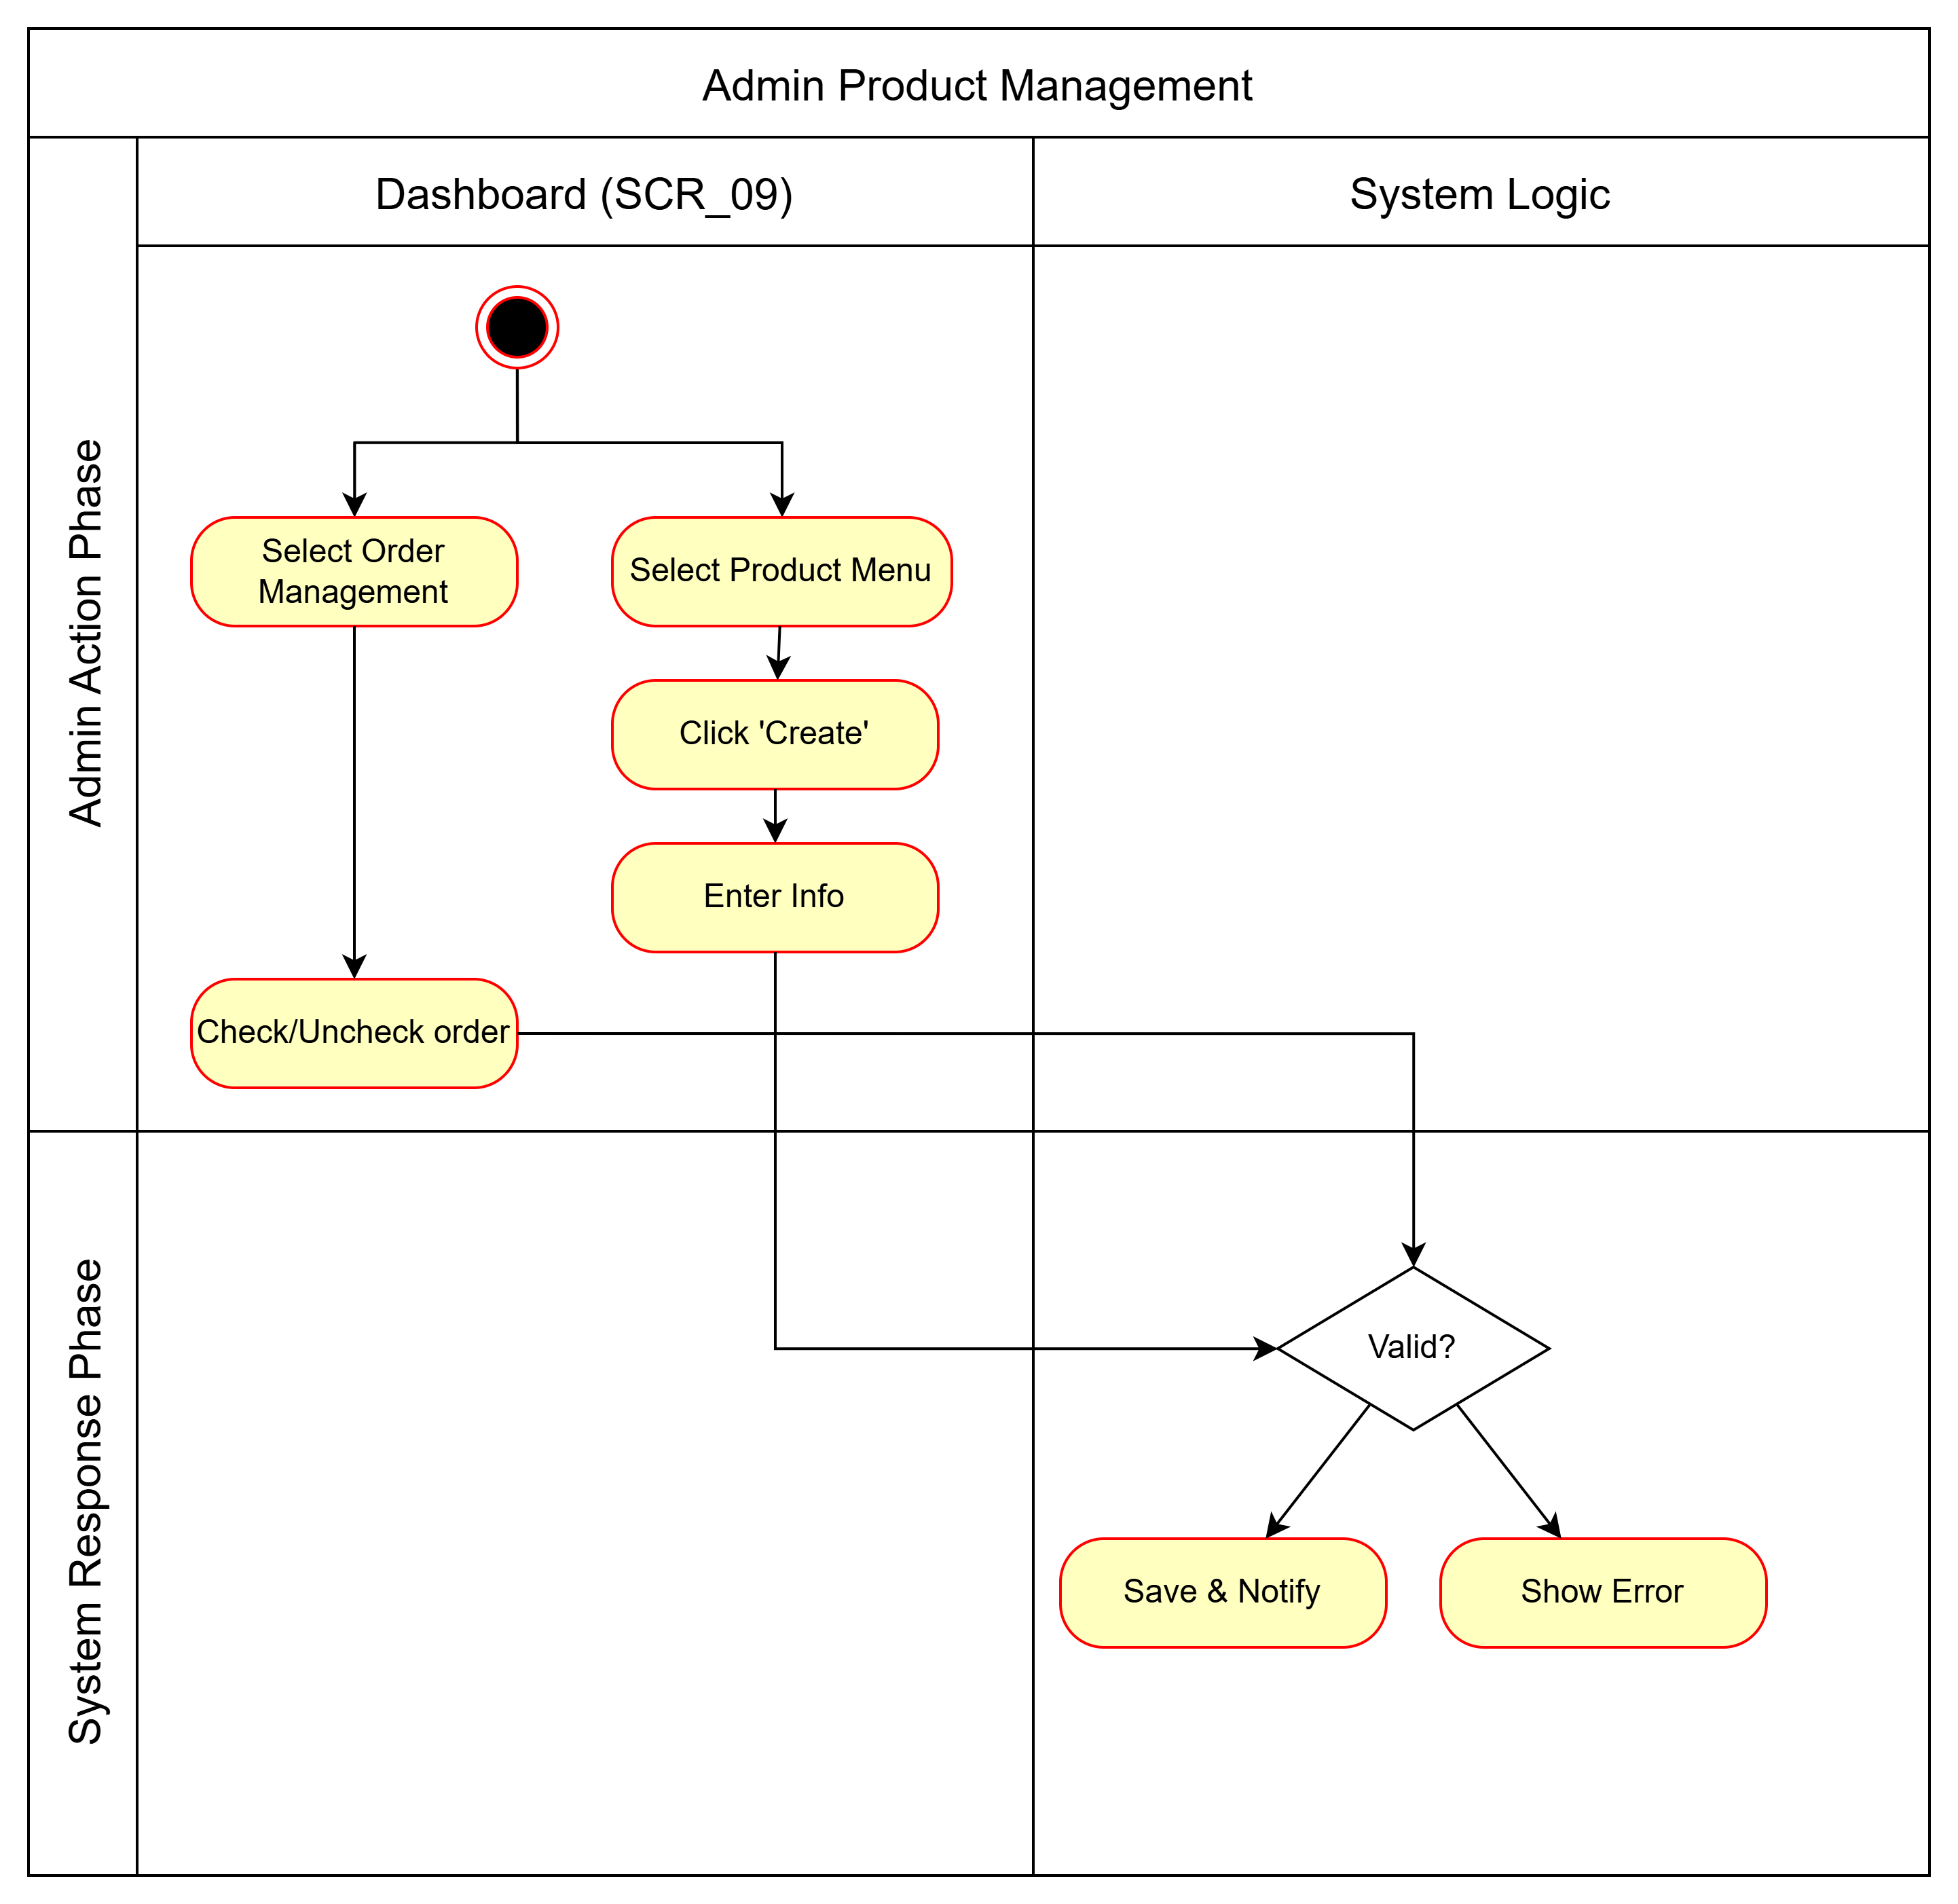 Admin Product Management
Dashboard (SCR_09)
System Logic
Admin Action Phase
Select Order
Management
Select Product Menu
Click 'Create'
Enter Info
Check/Uncheck order
System Response Phase
Valid?
Save & Notify
Show Error